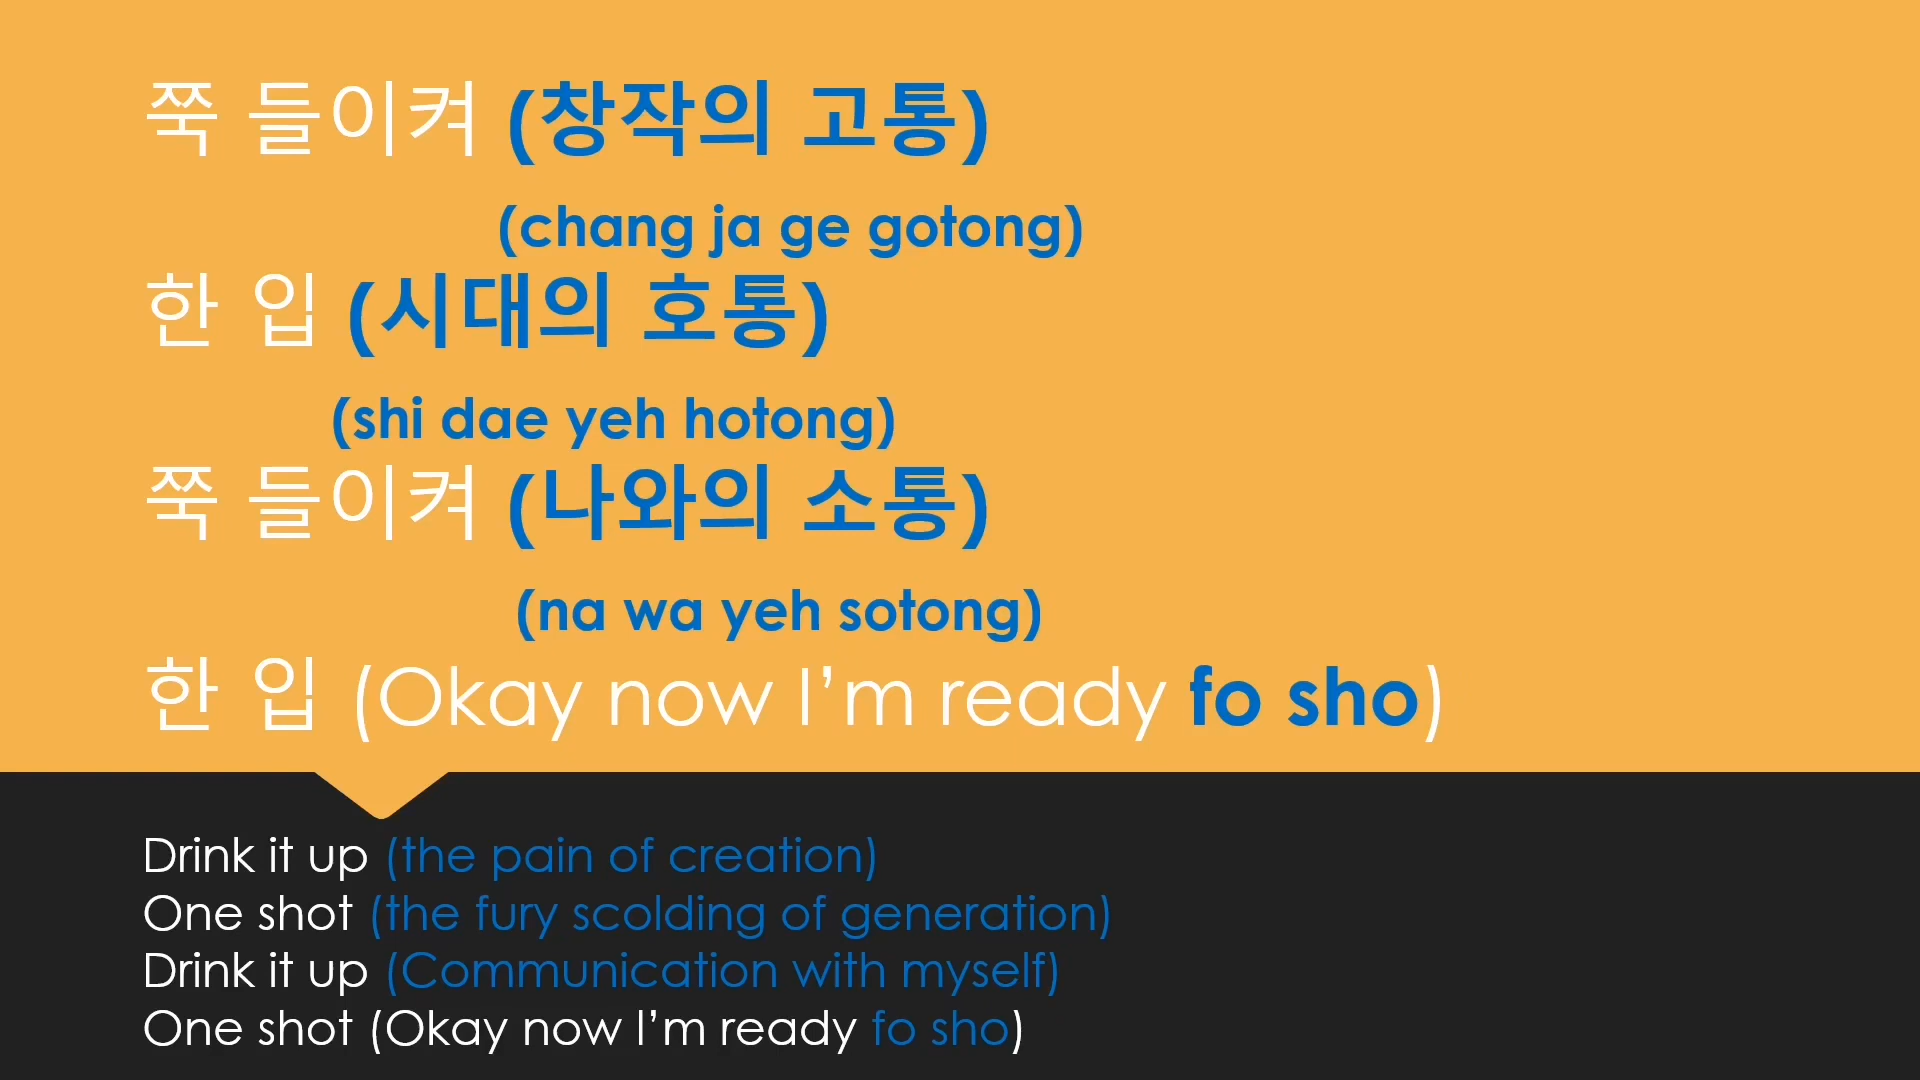 쭉 들이켜 (창작의 고통)
(chang ja ge gotong)
한 입 (시대의 호통)
(shi dae yeh hotong)
쭉 들이켜 (나와의 소통)
(na wa yeh sotong)
한 입 (Okay now I’m ready fo sho)
Drink it up (the pain of creation)
One shot (the fury scolding of generation)
Drink it up (Communication with myself)
One shot (Okay now I’m ready fo sho)